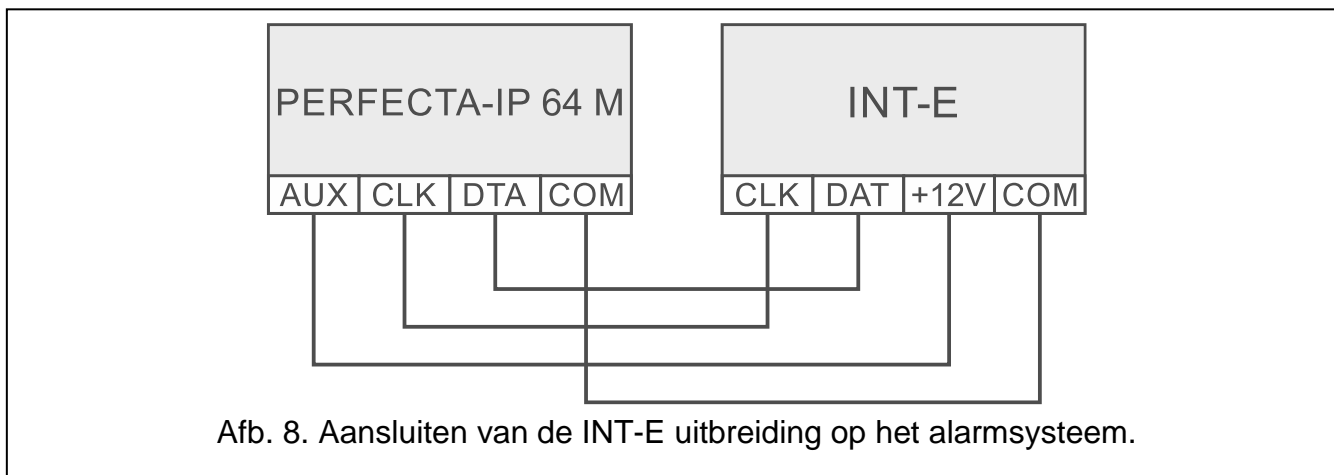 PERFECTA-IP 64 M
INT-E
AUX CLK DTA COM
CLK DAT +12V COM
Afb. 8. Aansluiten van de INT-E uitbreiding op het alarmsysteem.